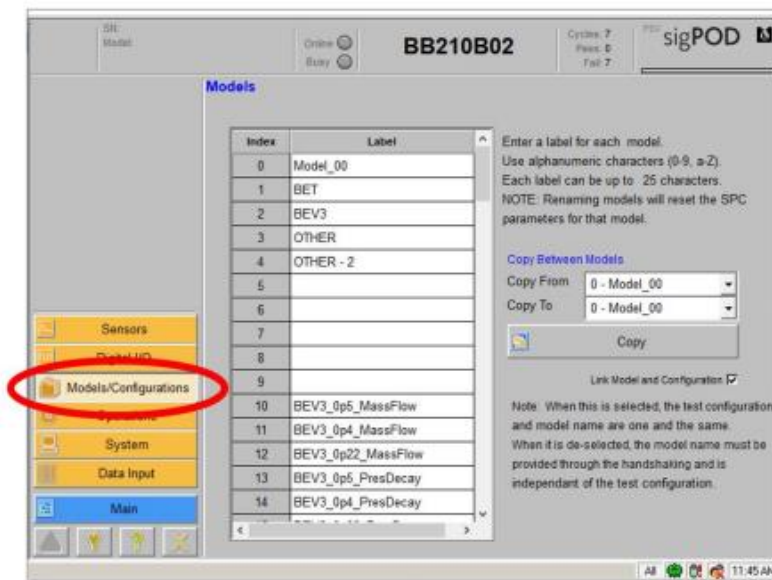 SN:
Model:
Online
Busy
BB210B02
Cycles: 7
Pass: 0
Fail: 7
sigPOD
Models
Index Label
0 Model_00
1 BET
2 BEV3
3 OTHER
4 OTHER - 2
5
6
7
8
9
10 BEV3_0p5_MassFlow
11 BEV3_0p4_MassFlow
12 BEV3_0p22_MassFlow
13 BEV3_0p5_PresDecay
14 BEV3_0p4_PresDecay
Enter a label for each model.
Use alphanumeric characters (0-9, a-Z).
Each label can be up to 25 characters.
NOTE: Renaming models will reset the SPC
parameters for that model.
Copy Between Models
Copy From 0 - Model_00
Copy To 0 - Model_00
Copy
Link Model and Configuration
Note: When this is selected, the test configuration
and model name are one and the same.
When it is de-selected, the model name must be
provided through the handshaking and is
independant of the test configuration.
Sensors
Digital I/O
Models/Configurations
Operations
System
Data Input
Main
All 11:45 AM